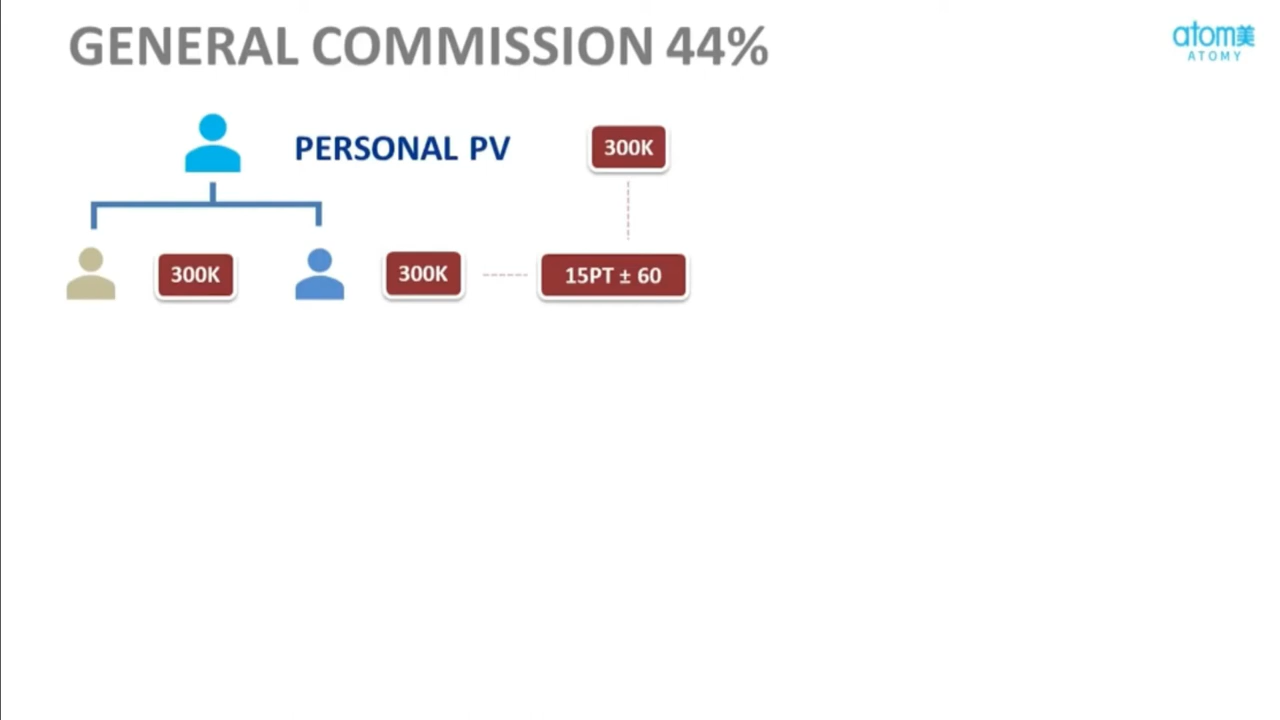 GENERAL COMMISSION 44%
atom美
ATOMY
PERSONAL PV
300K
300K
300K
15PT ± 60